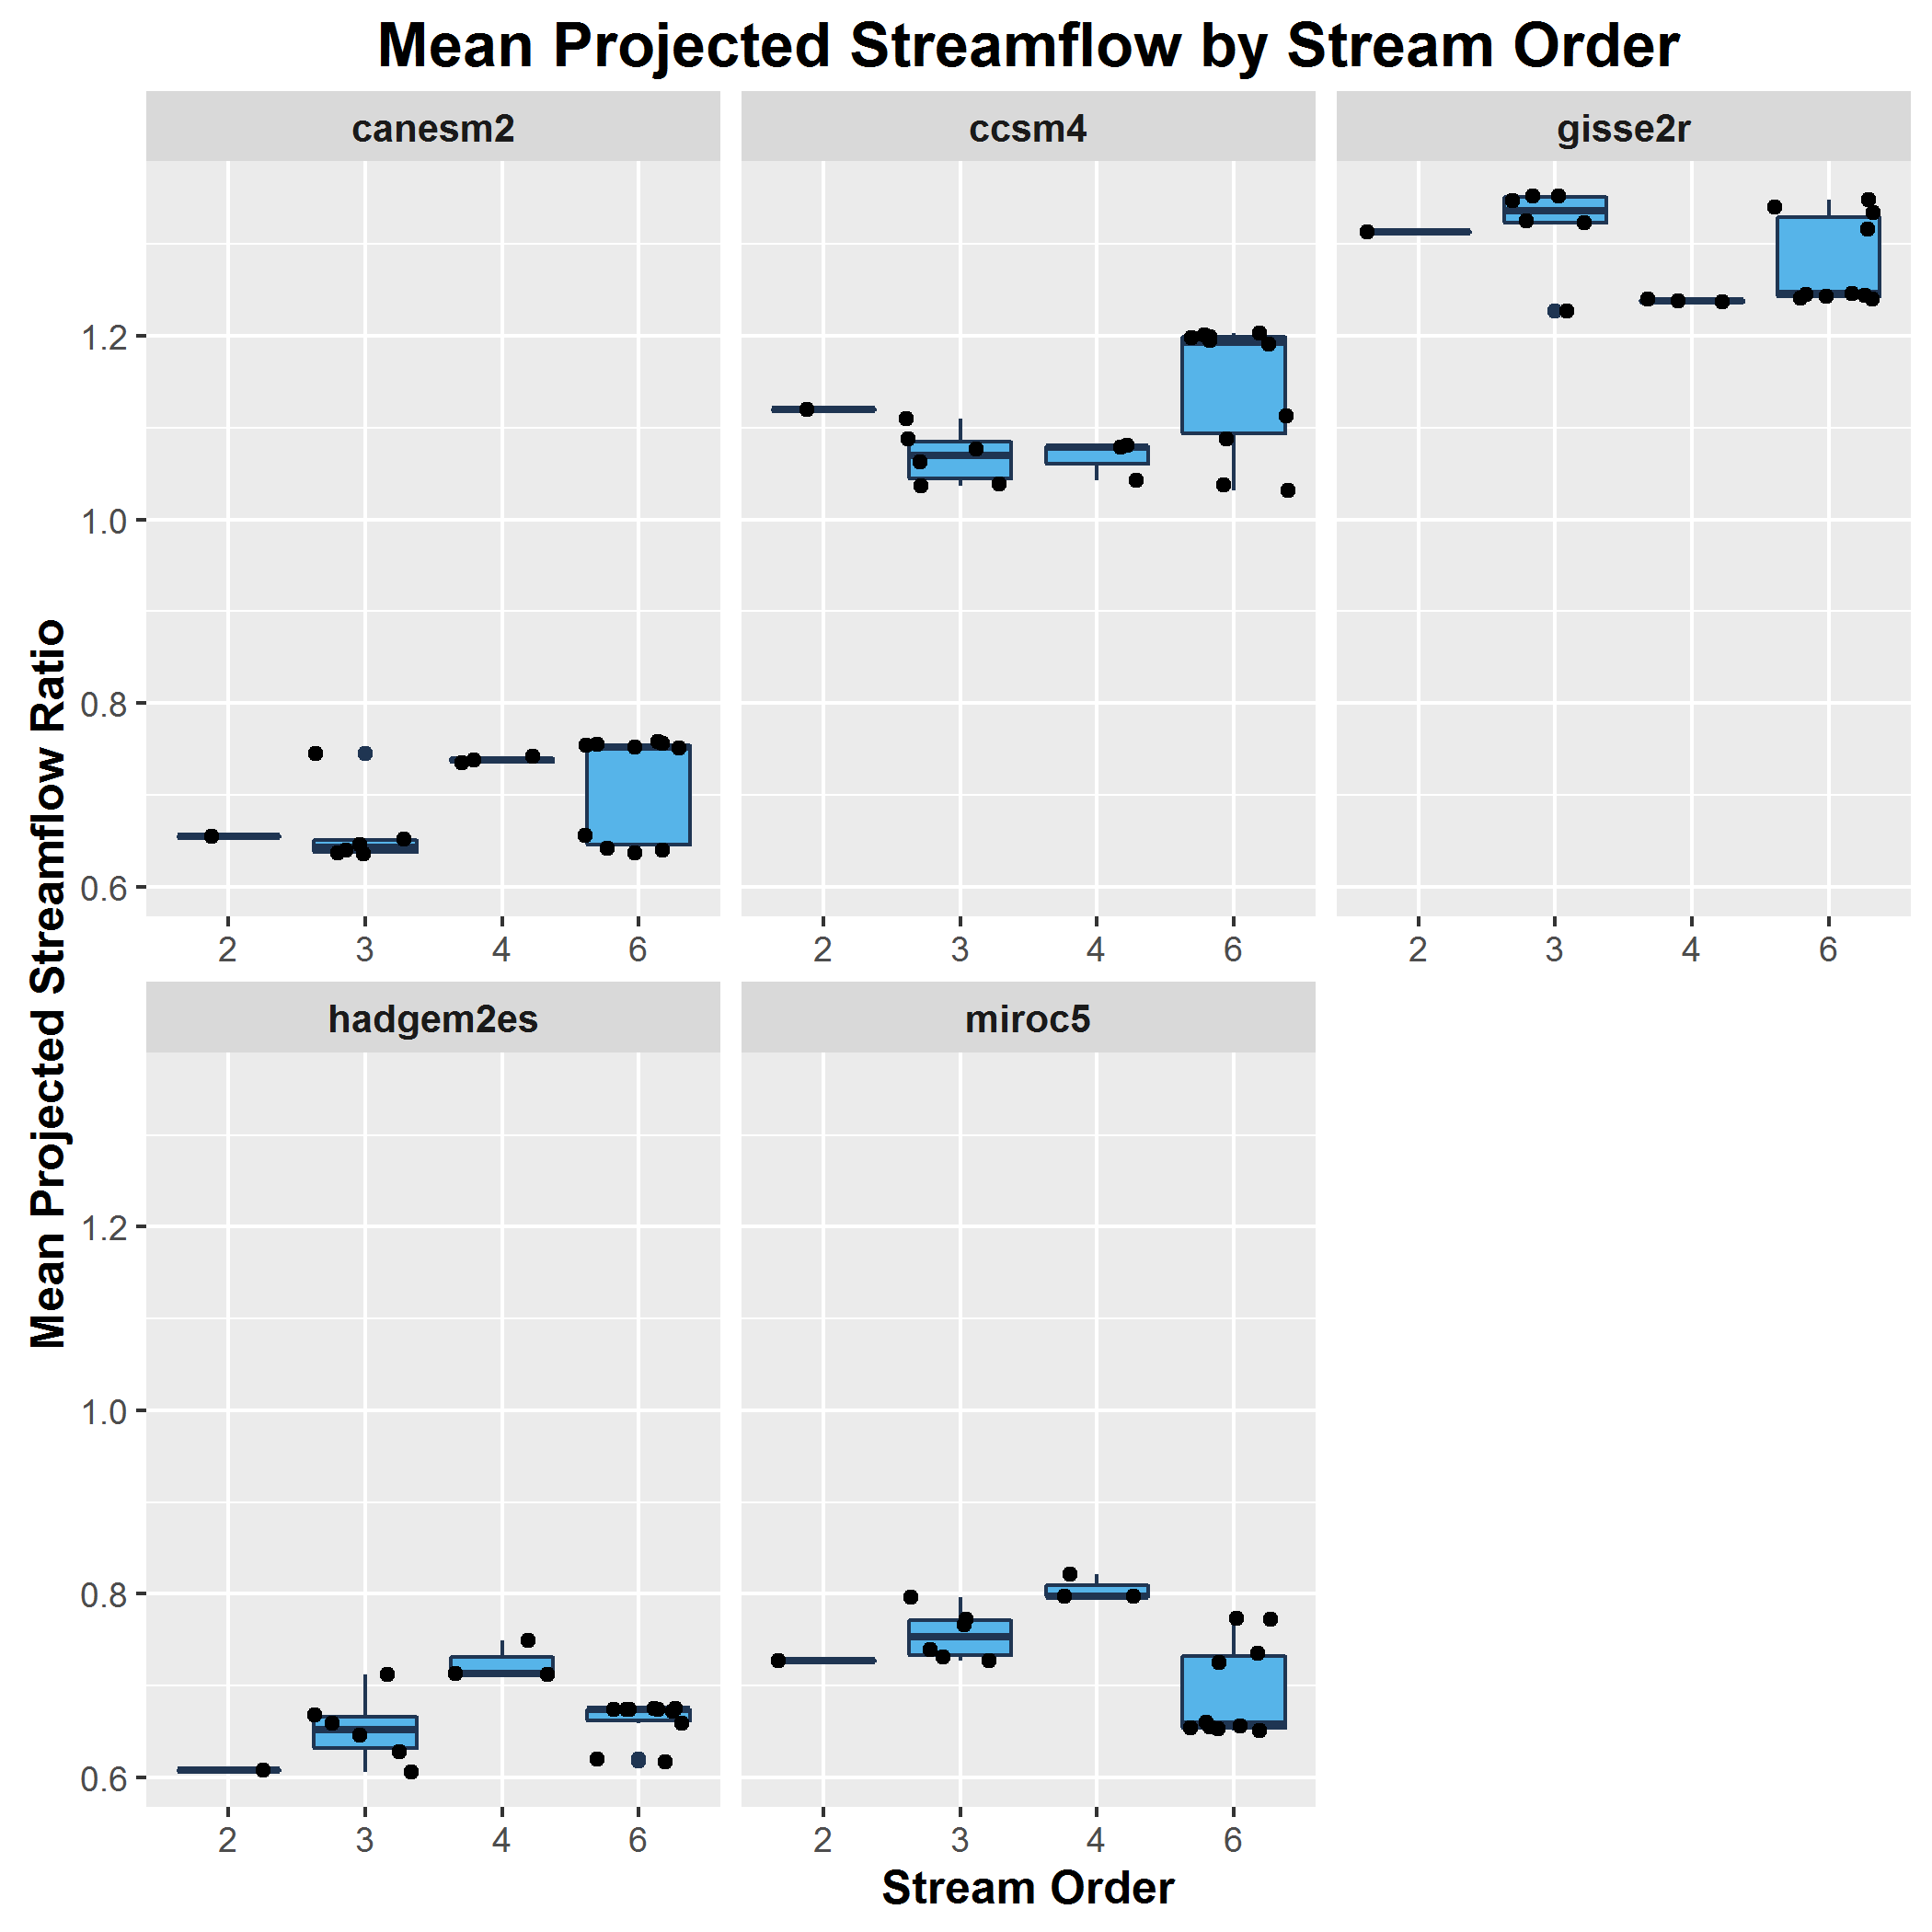 Mean Projected Streamflow by Stream Order
canesm2
ccsm4
gisse2r
Mean Projected Streamflow Ratio
1.2
1.0
0.8
0.6
2 3 4 6
2 3 4 6
2 3 4 6
hadgem2es
miroc5
1.2
1.0
0.8
0.6
2 3 4 6
2 3 4 6
Stream Order